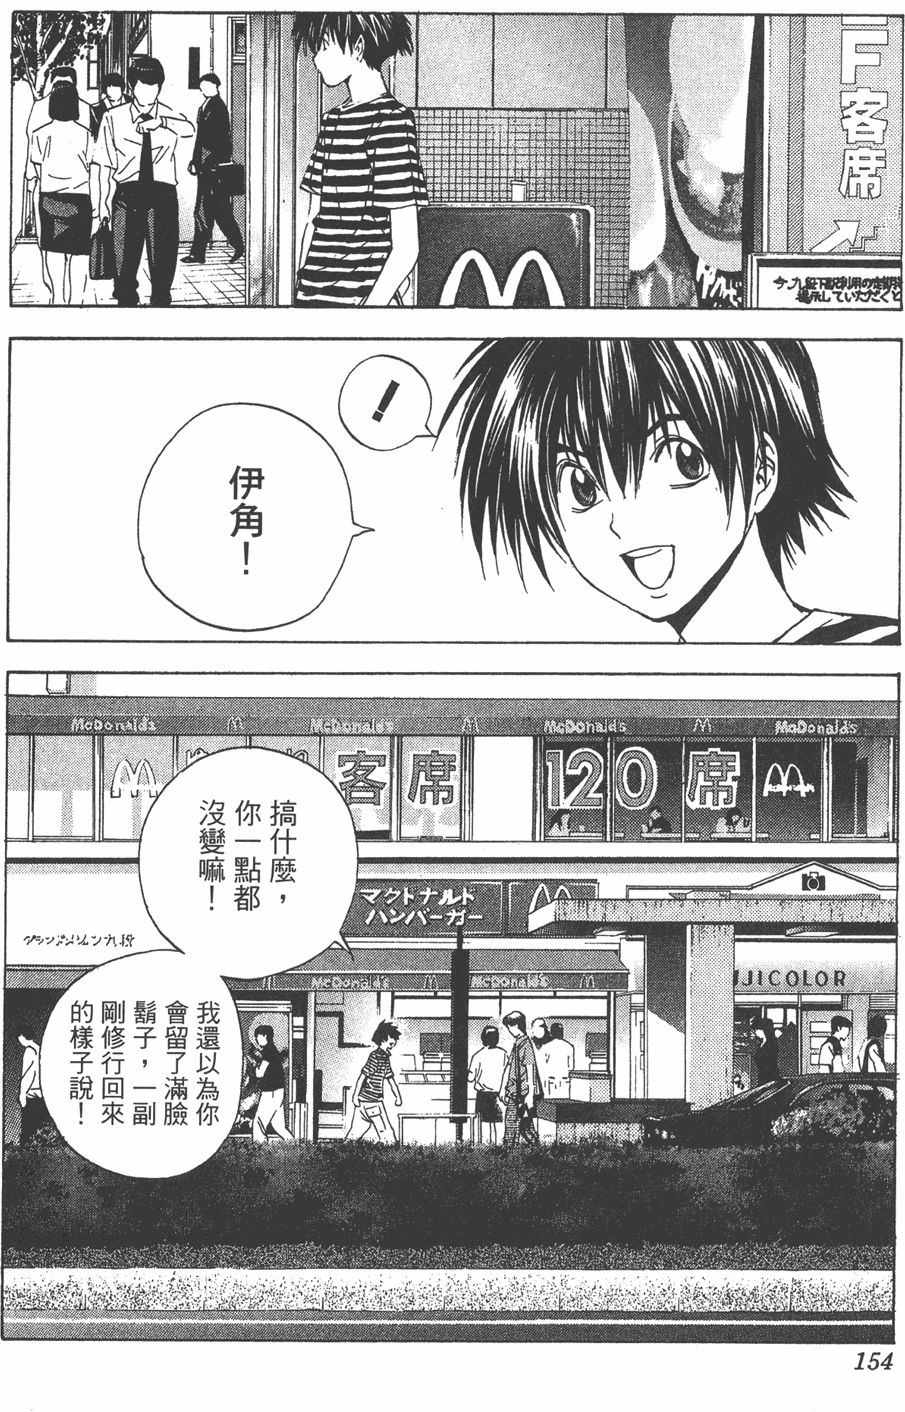 F客席
!
伊角!
McDonald's
McDonald's
McDonald's
McDonald's
客席
120席
搞什麼，
你一點都
沒變嘛！
マクドナルド
ハンバーガー
McDonald's
McDonald's
JICOLOR
我還以為你
會留了滿臉
鬍子，一副
剛修行回來
的樣子說！
154